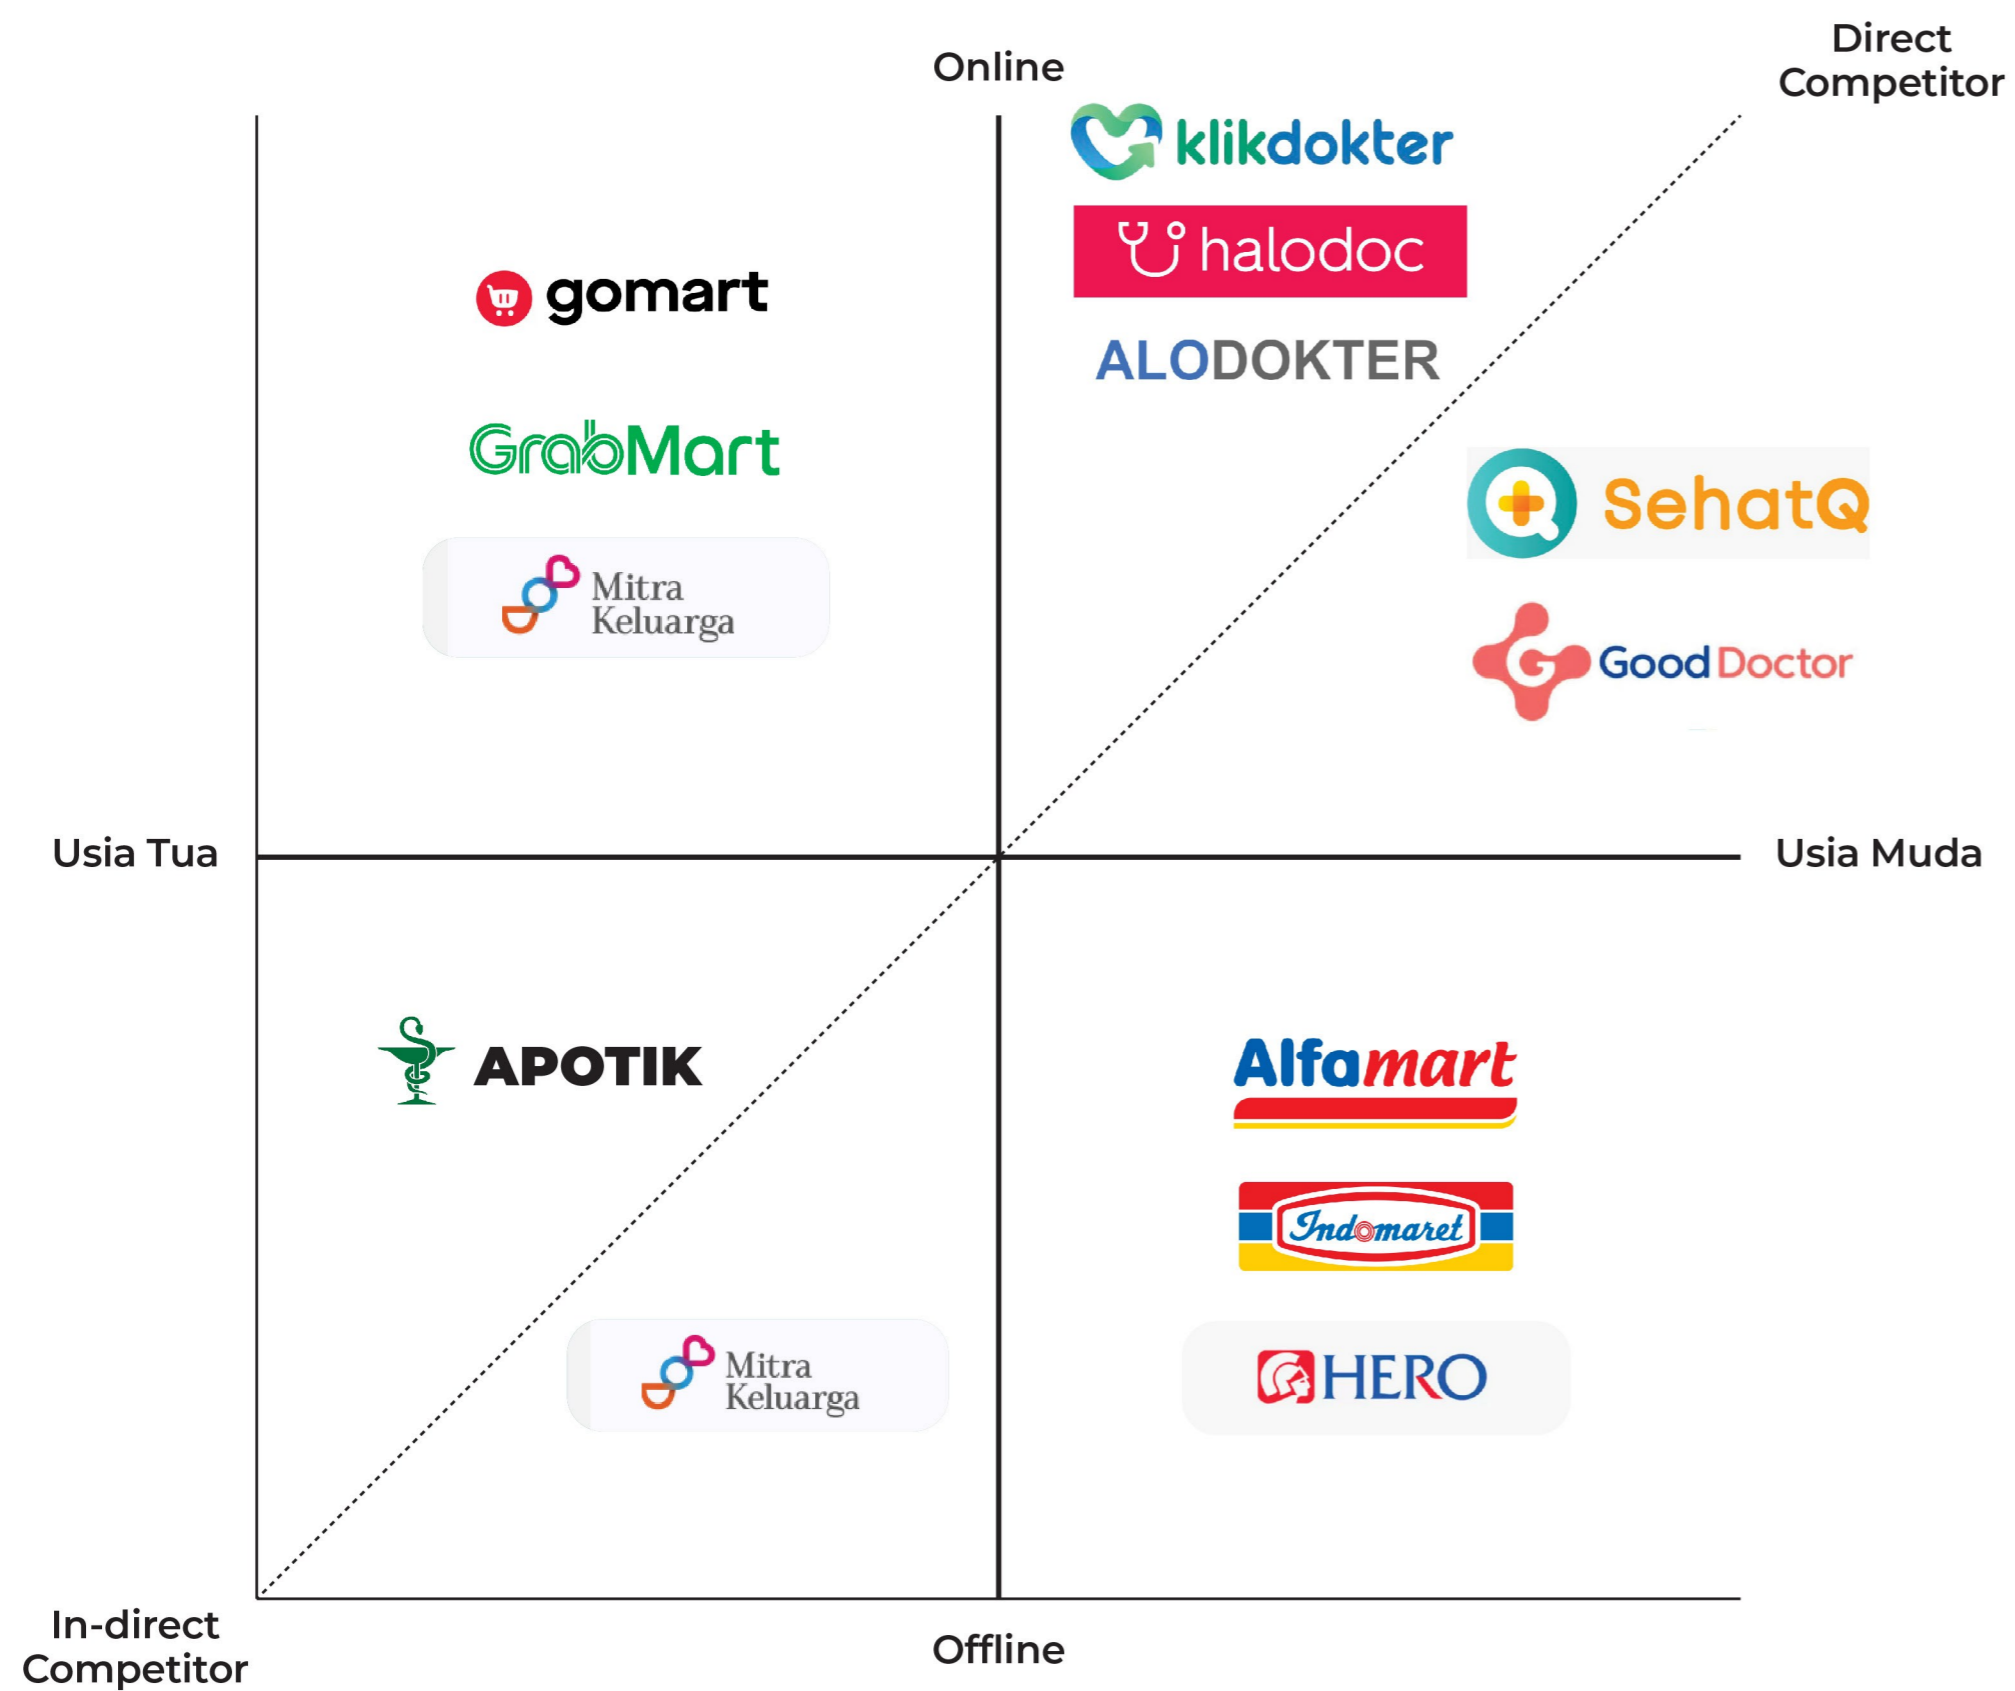 Online
Direct
Competitor
klikdokter
halodoc
ALODOKTER
gomart
GrabMart
Mitra
Keluarga
SehatQ
GoodDoctor
Usia Tua
Usia Muda
APOTIK
Alfamart
Indomaret
Mitra
Keluarga
HERO
In-direct
Competitor
Offline